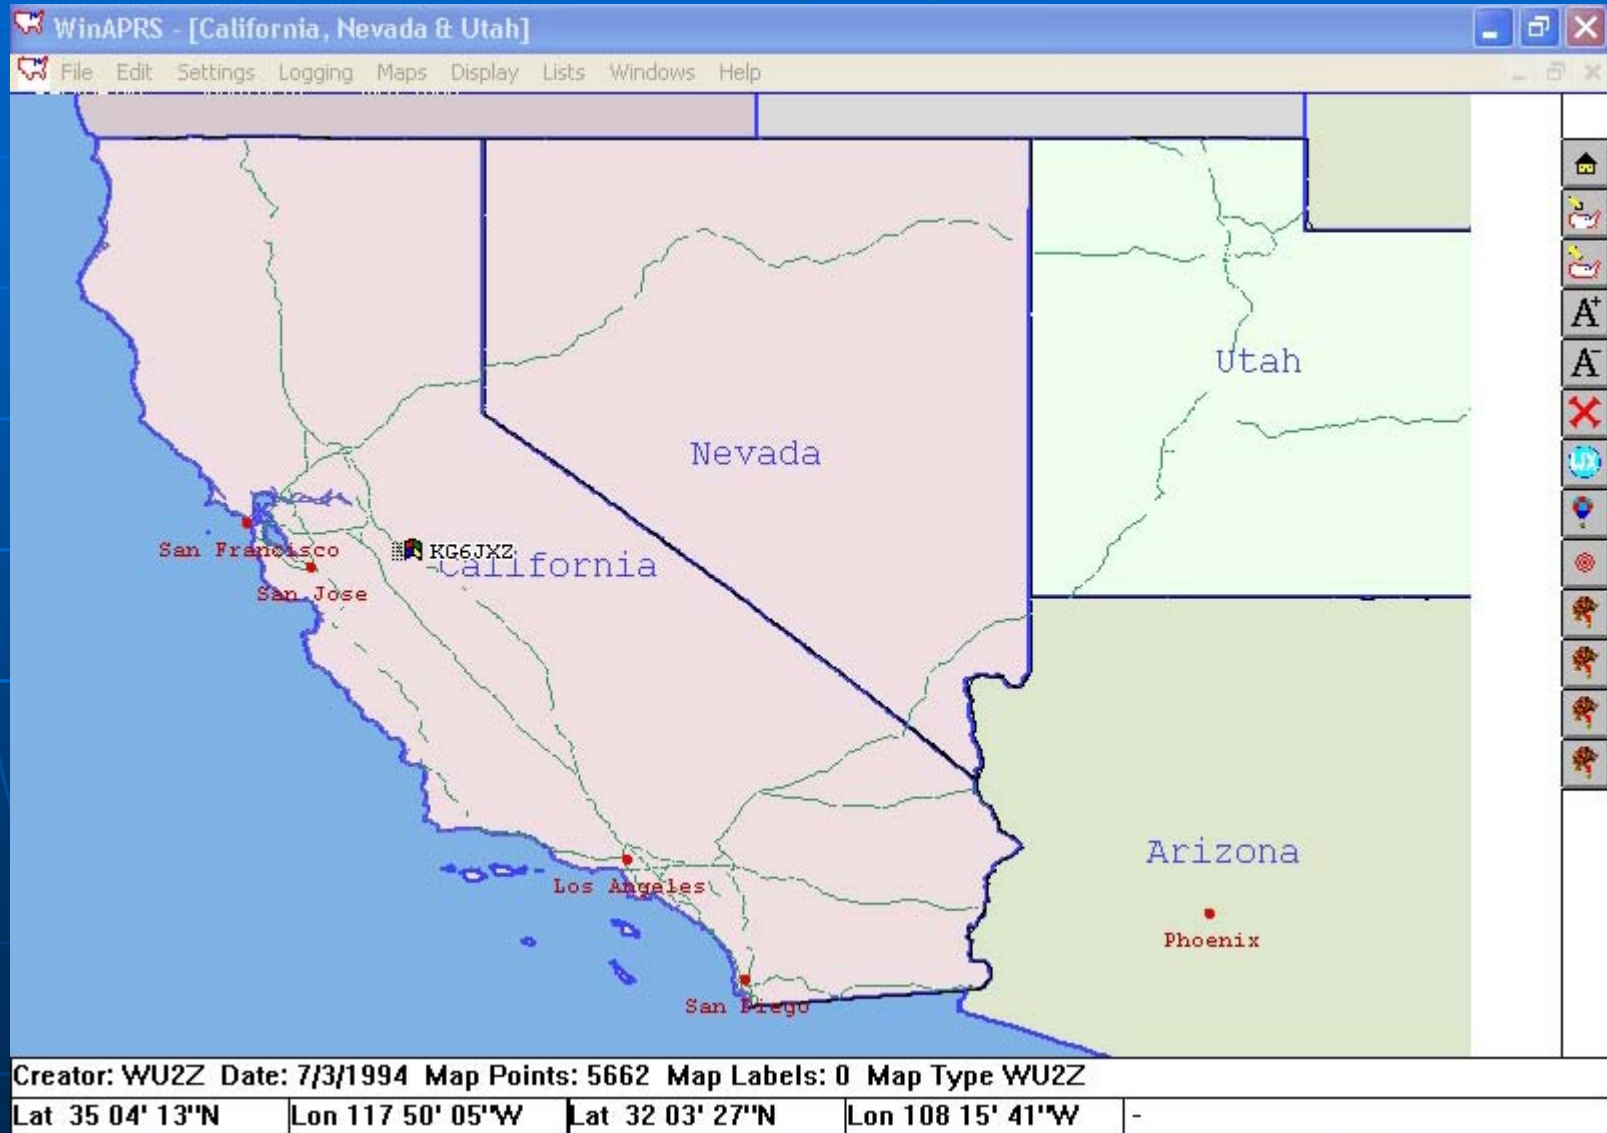 WinAPRS - [California, Nevada & Utah]
File Edit Settings Logging Maps Display Lists Windows Help
A+
A-
Utah
Nevada
WX
San Francisco
KG6JXZ
California
San Jose
Arizona
Los Angeles
Phoenix
San Diego
Creator: WU2Z Date: 7/3/1994 Map Points: 5662 Map Labels: 0 Map Type WU2Z
Lat 35 04' 13"N Lon 117 50' 05"W Lat 32 03' 27"N Lon 108 15' 41"W -